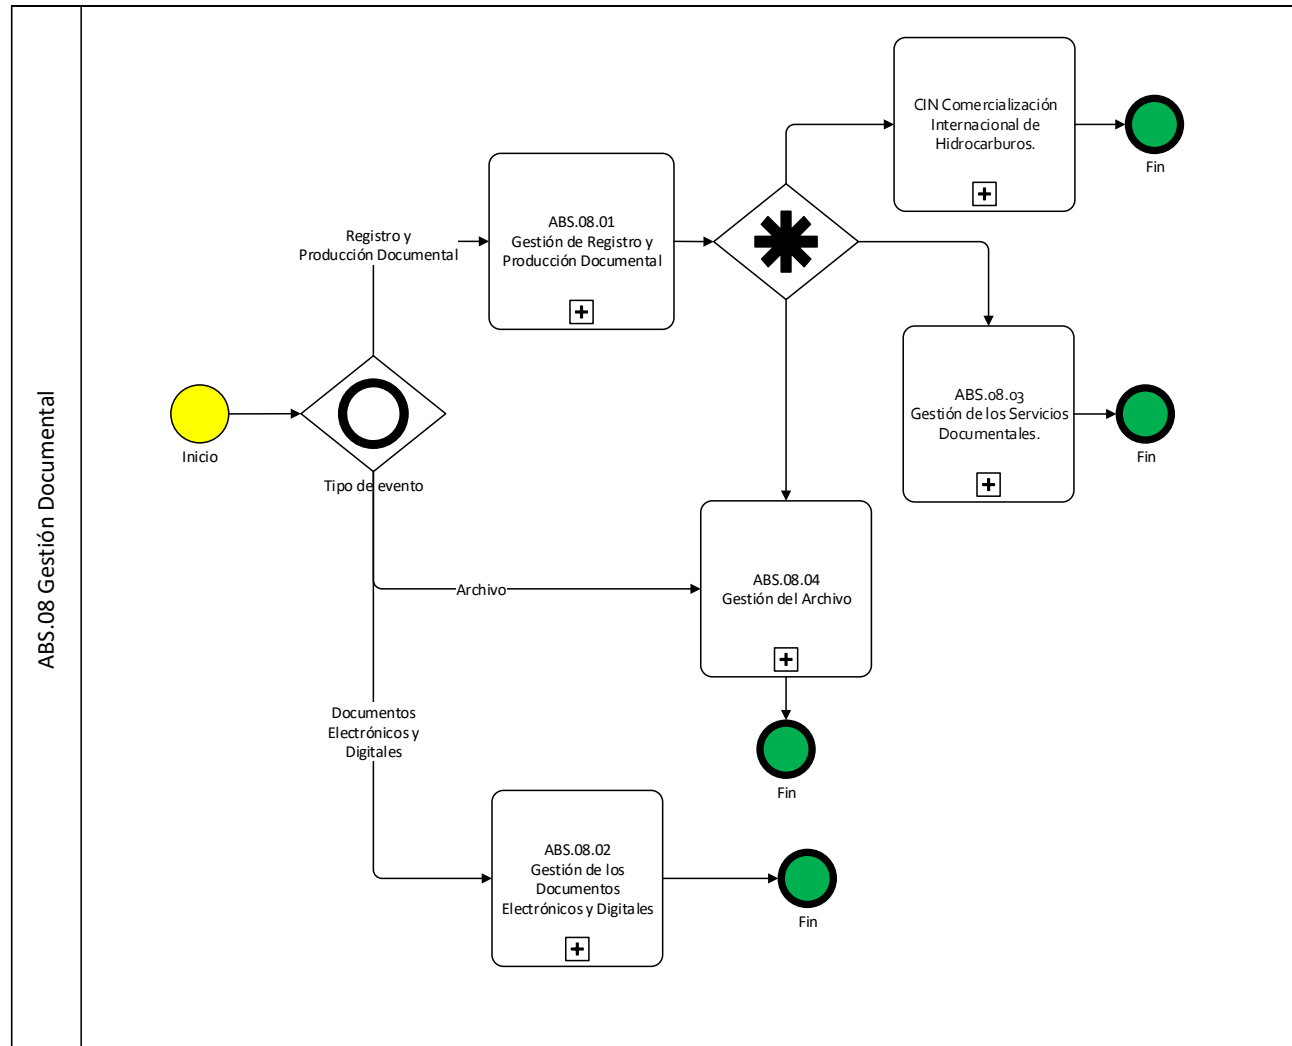 ABS.08 Gestión Documental
CIN Comercialización
Internacional de
Hidrocarburos.
Fin
ABS.08.01
Gestión de Registro y
Producción Documental
Registro y
Producción Documental
ABS.08.03
Gestión de los Servicios
Documentales.
Fin
Inicio
Tipo de evento
ABS.08.04
Gestión del Archivo
Archivo
Fin
Documentos
Electrónicos y
Digitales
ABS.08.02
Gestión de los
Documentos
Electrónicos y Digitales
Fin